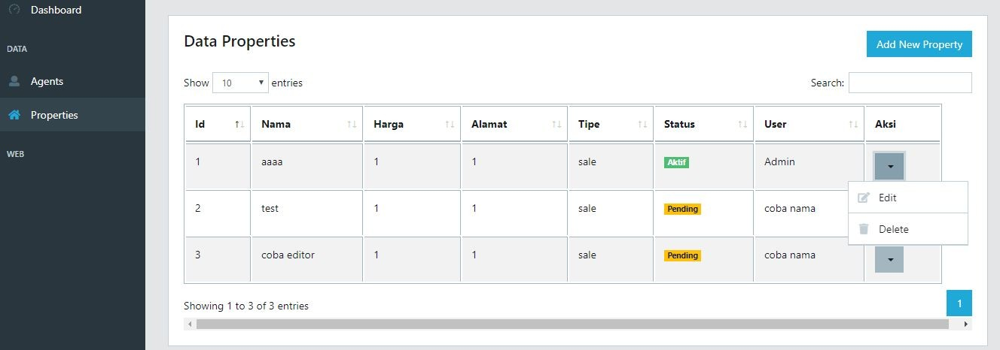 Dashboard
DATA
Agents
Properties
WEB
Data Properties
Add New Property
Show 10 entries
Search:
Id Nama Harga Alamat Tipe Status User Aksi
1 aaaa 1 1 sale Aktif Admin
2 test 1 1 sale Pending coba nama
3 coba editor 1 1 sale Pending coba nama
Edit
Delete
Showing 1 to 3 of 3 entries
1